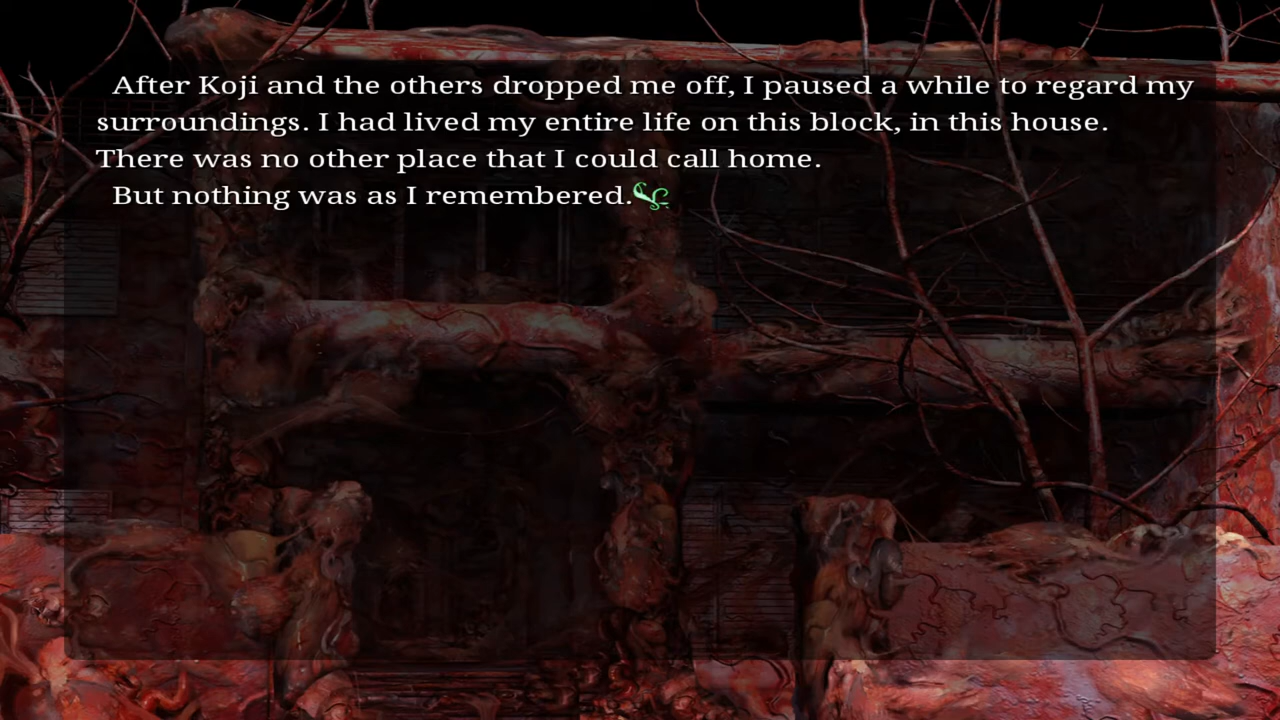 After Koji and the others dropped me off, I paused a while to regard my
surroundings. I had lived my entire life on this block, in this house.
There was no other place that I could call home.
But nothing was as I remembered.